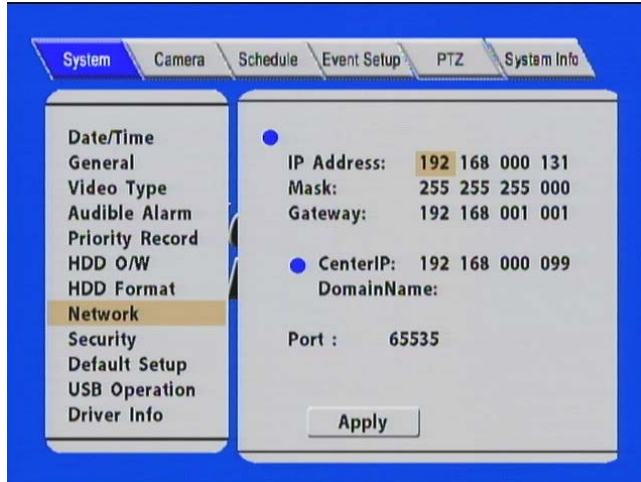 System Camera Schedule Event Setup PTZ System Info
Date/Time
General
Video Type
Audible Alarm
Priority Record
HDD O/W
HDD Format
Network
Security
Default Setup
USB Operation
Driver Info
IP Address: 192 168 000 131
Mask: 255 255 255 000
Gateway: 192 168 001 001
CenterIP: 192 168 000 099
DomainName:
Port : 65535
Apply